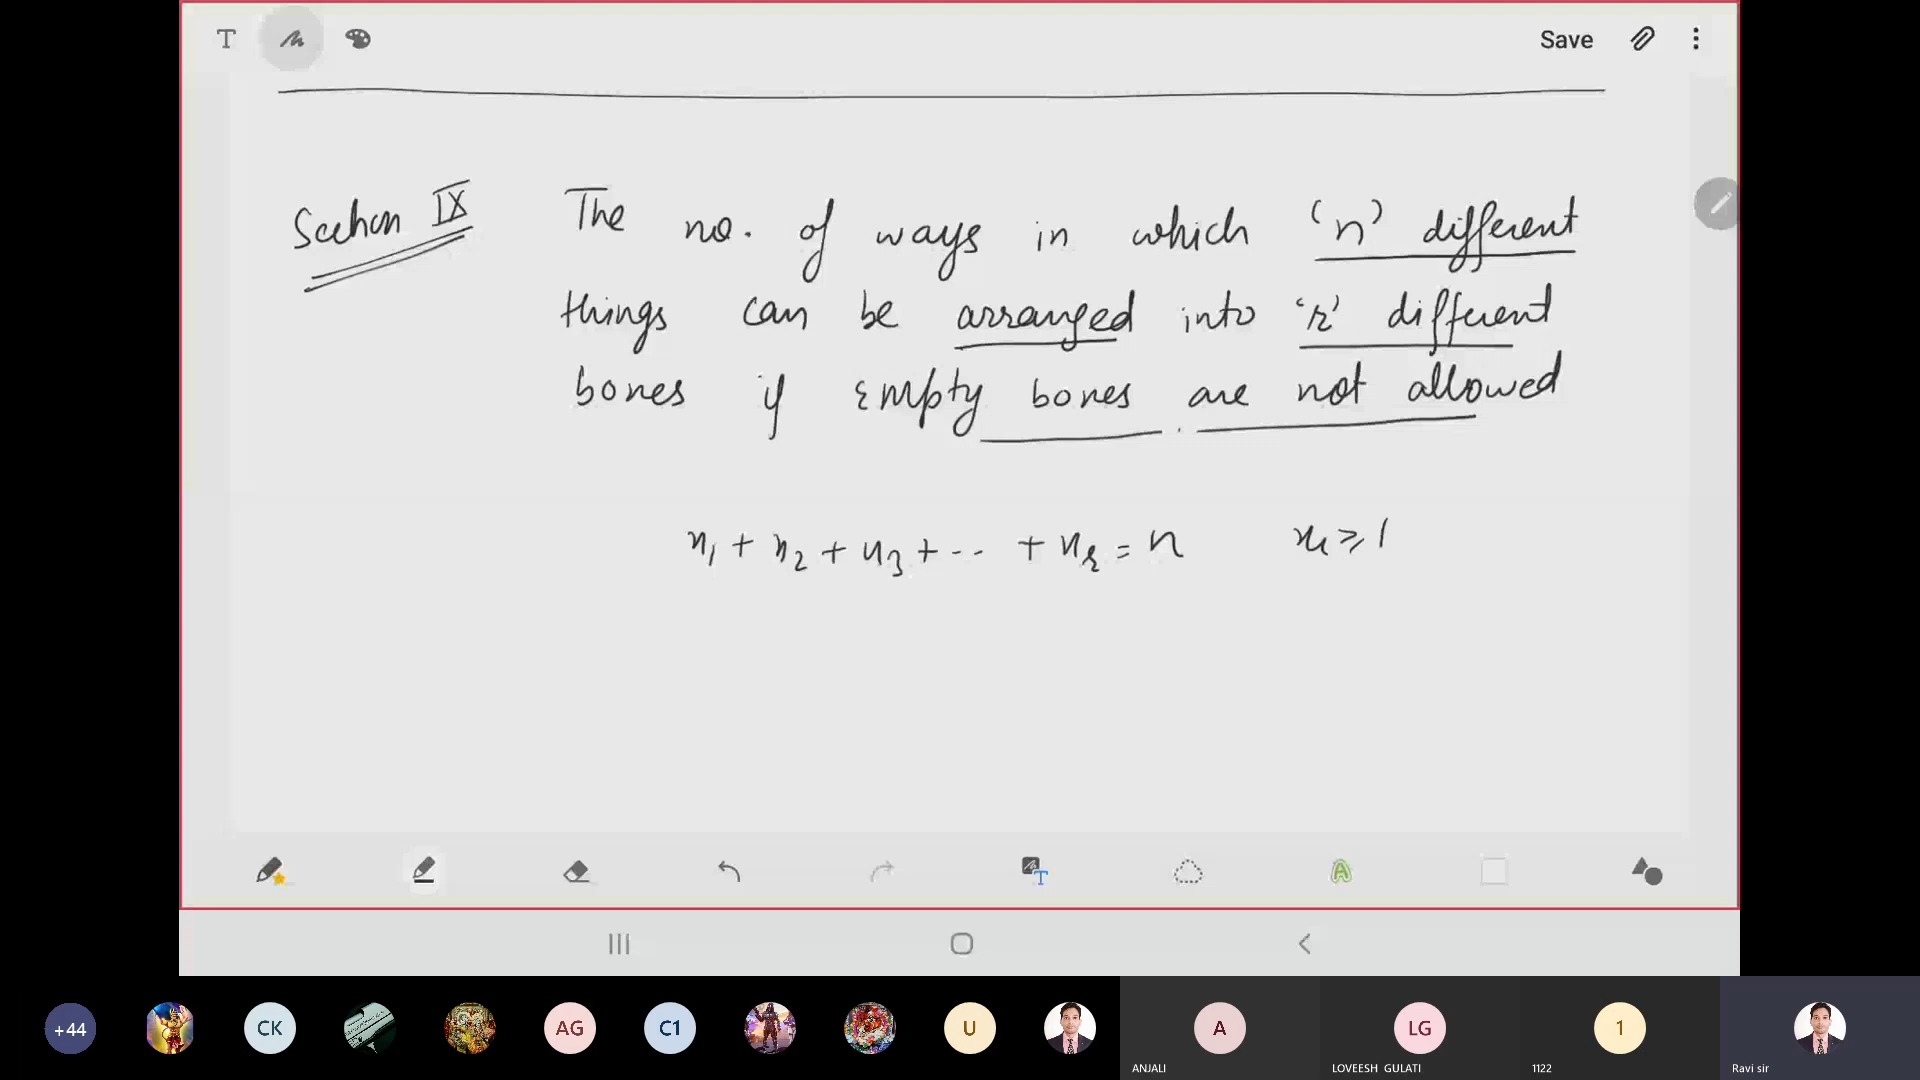 T
Save
Section IX
The no. of ways in which 'n' different
things can be arranged into 'r' different
boxes if empty boxes are not allowed
x₁ + x₂ + x₃ + -- + xᵣ = n xᵢ ≥ 1
T
A
+44
CK
AG
C1
U
A
LG
1
ANJALI
LOVEESH GULATI
1122
Ravi sir